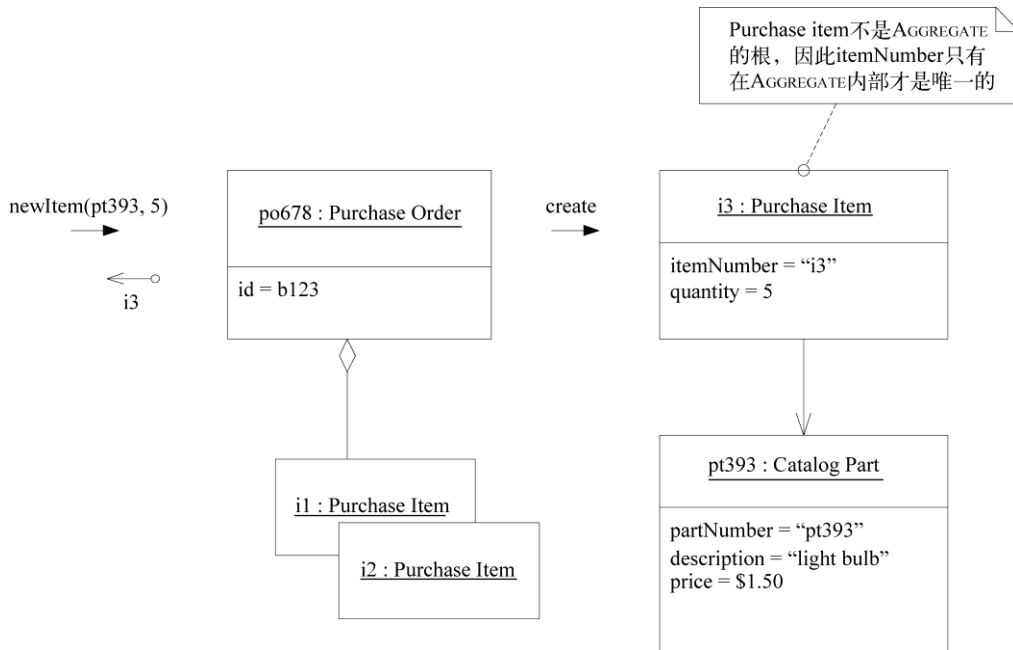 Purchase item不是AGGREGATE
的根，因此itemNumber只有
在AGGREGATE内部才是唯一的
newItem(pt393, 5)
i3
po678 : Purchase Order
id = b123
create
i3 : Purchase Item
itemNumber = “i3”
quantity = 5
i1 : Purchase Item
i2 : Purchase Item
pt393 : Catalog Part
partNumber = “pt393”
description = “light bulb”
price = $1.50